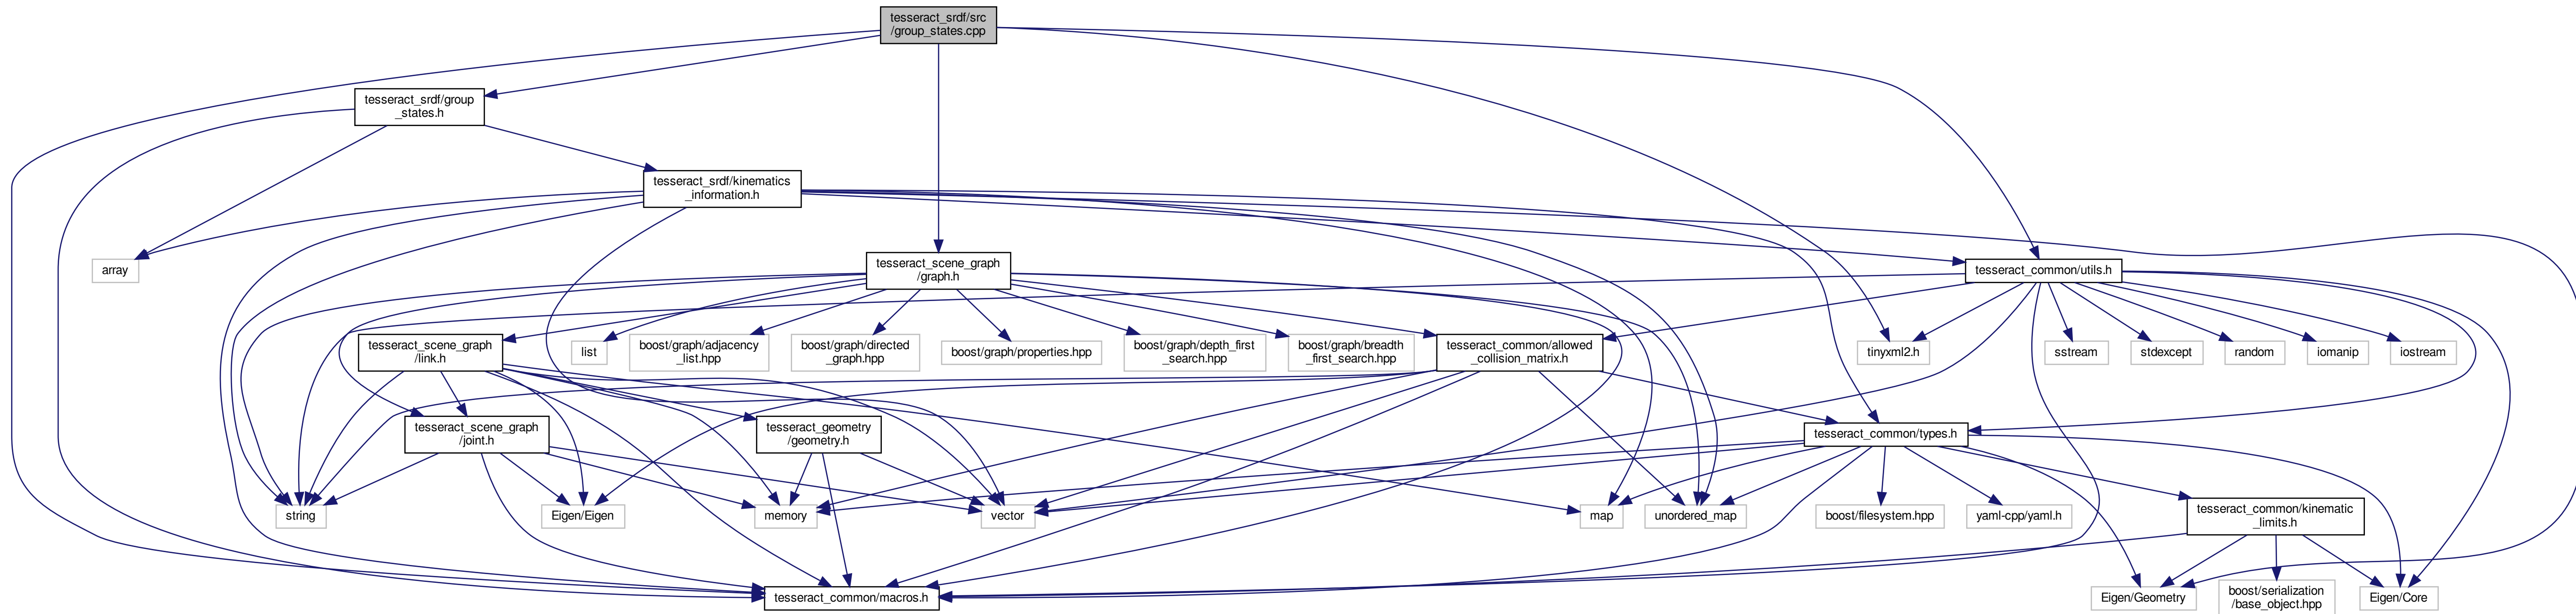 tesseract_srdf/src
/group_states.cpp
tesseract_srdf/group
_states.h
tesseract_srdf/kinematics
_information.h
array
tesseract_scene_graph
/graph.h
tesseract_common/utils.h
tesseract_scene_graph
/link.h
list
boost/graph/adjacency
_list.hpp
boost/graph/directed
_graph.hpp
boost/graph/properties.hpp
boost/graph/depth_first
_search.hpp
boost/graph/breadth
_first_search.hpp
tesseract_common/allowed
_collision_matrix.h
tinyxml2.h
sstream
stdexcept
random
iomanip
iostream
tesseract_scene_graph
/joint.h
tesseract_geometry
/geometry.h
tesseract_common/types.h
string
Eigen/Eigen
memory
vector
map
unordered_map
boost/filesystem.hpp
yaml-cpp/yaml.h
tesseract_common/kinematic
_limits.h
tesseract_common/macros.h
Eigen/Geometry
boost/serialization
/base_object.hpp
Eigen/Core